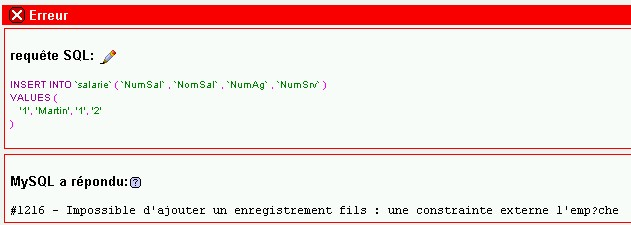 Erreur
requête SQL:
INSERT INTO `salarie` ( `NumSal` , `NomSal` , `NumAg` , `NumSrv` )
VALUES (
'1', 'Martin', '1', '2'
)
MySQL a répondu:
#1216 - Impossible d'ajouter un enregistrement fils : une constrainte externe l'emp?che